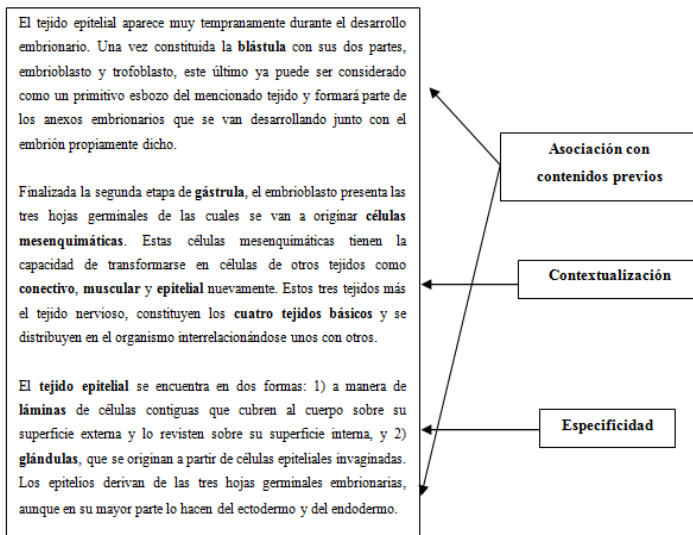 El tejido epitelial aparece muy tempranamente durante el desarrollo
embrionario. Una vez constituida la blástula con sus dos partes,
embrioblasto y trofoblasto, este último ya puede ser considerado
como un primitivo esbozo del mencionado tejido y formará parte de
los anexos embrionarios que se van desarrollando junto con el
embrión propiamente dicho.
Finalizada la segunda etapa de gástrula, el embrioblasto presenta las
tres hojas germinales de las cuales se van a originar células
mesenquimáticas. Estas células mesenquimáticas tienen la
capacidad de transformarse en células de otros tejidos como
conectivo, muscular y epitelial nuevamente. Estos tres tejidos más
el tejido nervioso, constituyen los cuatro tejidos básicos y se
distribuyen en el organismo interrelacionándose unos con otros.
El tejido epitelial se encuentra en dos formas: 1) a manera de
láminas de células contiguas que cubren al cuerpo sobre su
superficie externa y lo revisten sobre su superficie interna, y 2)
glándulas, que se originan a partir de células epiteliales invaginadas.
Los epitelios derivan de las tres hojas germinales embrionarias,
aunque en su mayor parte lo hacen del ectodermo y del endodermo.
Asociación con
contenidos previos
Contextualización
Especificidad